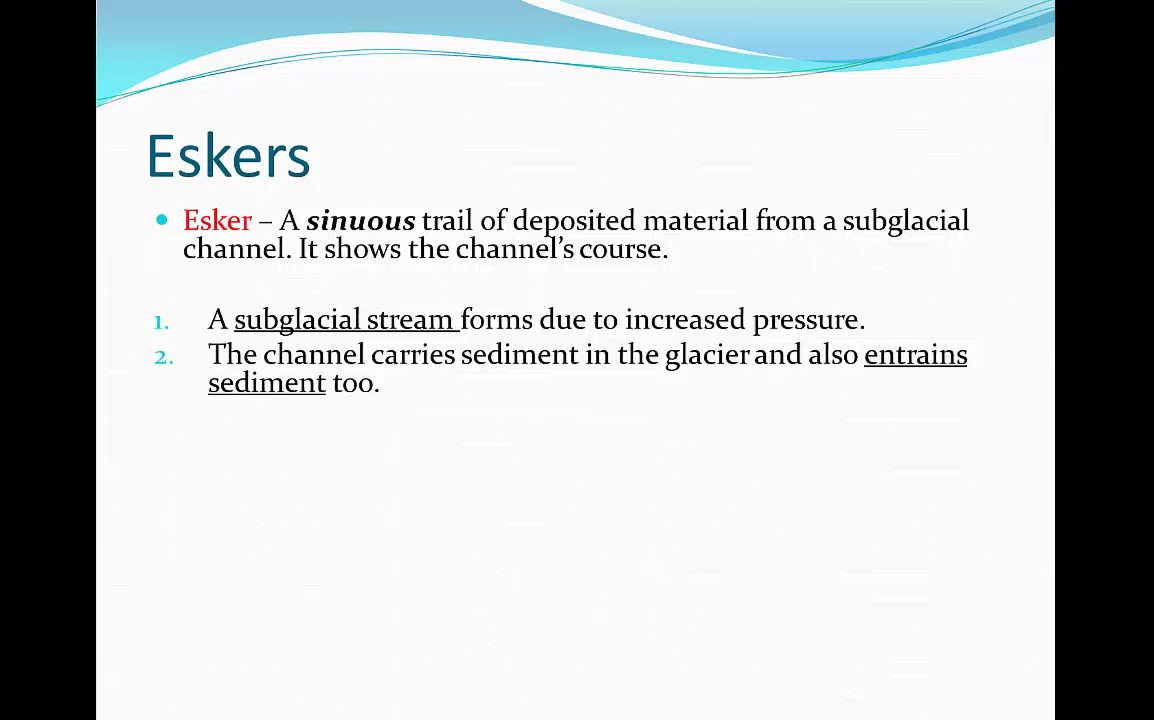 Eskers
Esker – A sinuous trail of deposited material from a subglacial
channel. It shows the channel's course.
1. A subglacial stream forms due to increased pressure.
2. The channel carries sediment in the glacier and also entrains
sediment too.